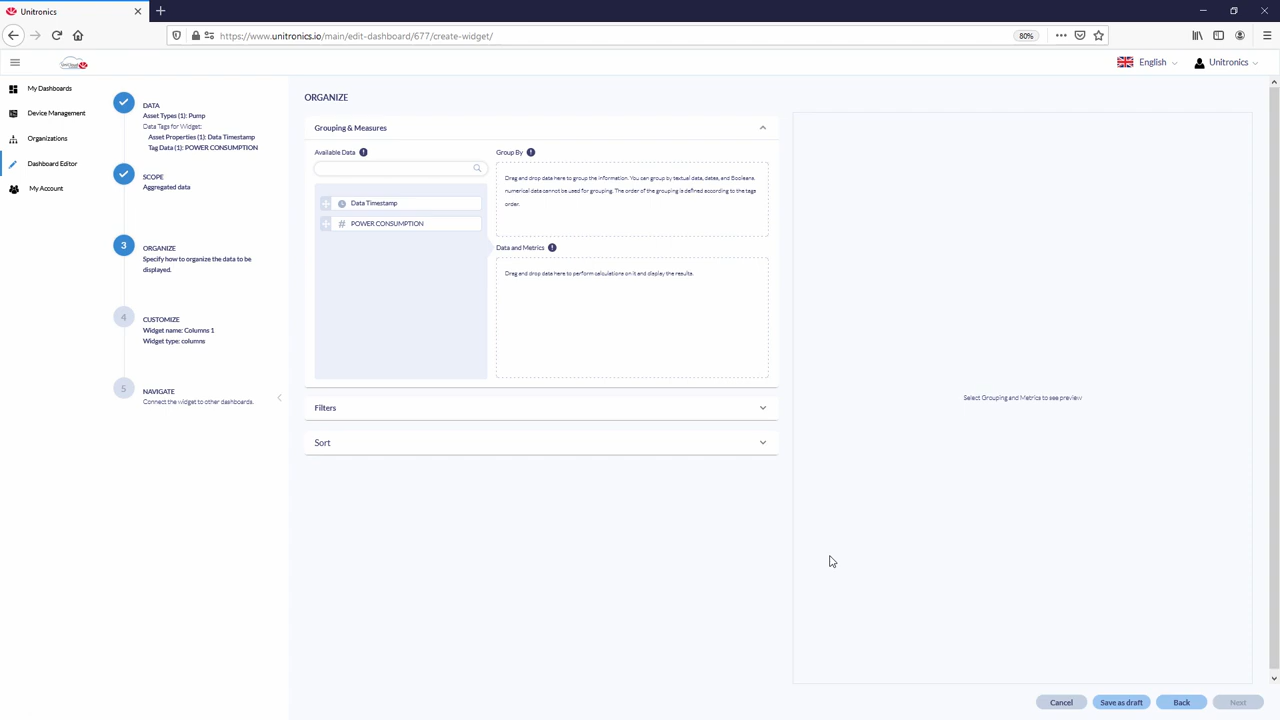 Unitronics
https://www.unitronics.io/main/edit-dashboard/677/create-widget/
80%
English
Unitronics
My Dashboards
Device Management
Organizations
Dashboard Editor
My Account
DATA
Asset Types (1): Pump
Data Tags for Widget:
Asset Properties (1): Data Timestamp
Tag Data (1): POWER CONSUMPTION
SCOPE
Aggregated data
3
ORGANIZE
Specify how to organize the data to be
displayed.
4
CUSTOMIZE
Widget name: Columns 1
Widget type: columns
5
NAVIGATE
Connect the widget to other dashboards.
ORGANIZE
Grouping & Measures
Available Data
Data Timestamp
# POWER CONSUMPTION
Group By
Drag and drop data here to group the information. You can group by textual data, dates, and Booleans.
numerical data cannot be used for grouping. The order of the grouping is defined according to the tags
order.
Data and Metrics
Drag and drop data here to perform calculations on it and display the results.
Filters
Sort
Select Grouping and Metrics to see preview
Cancel
Save as draft
Back
Next